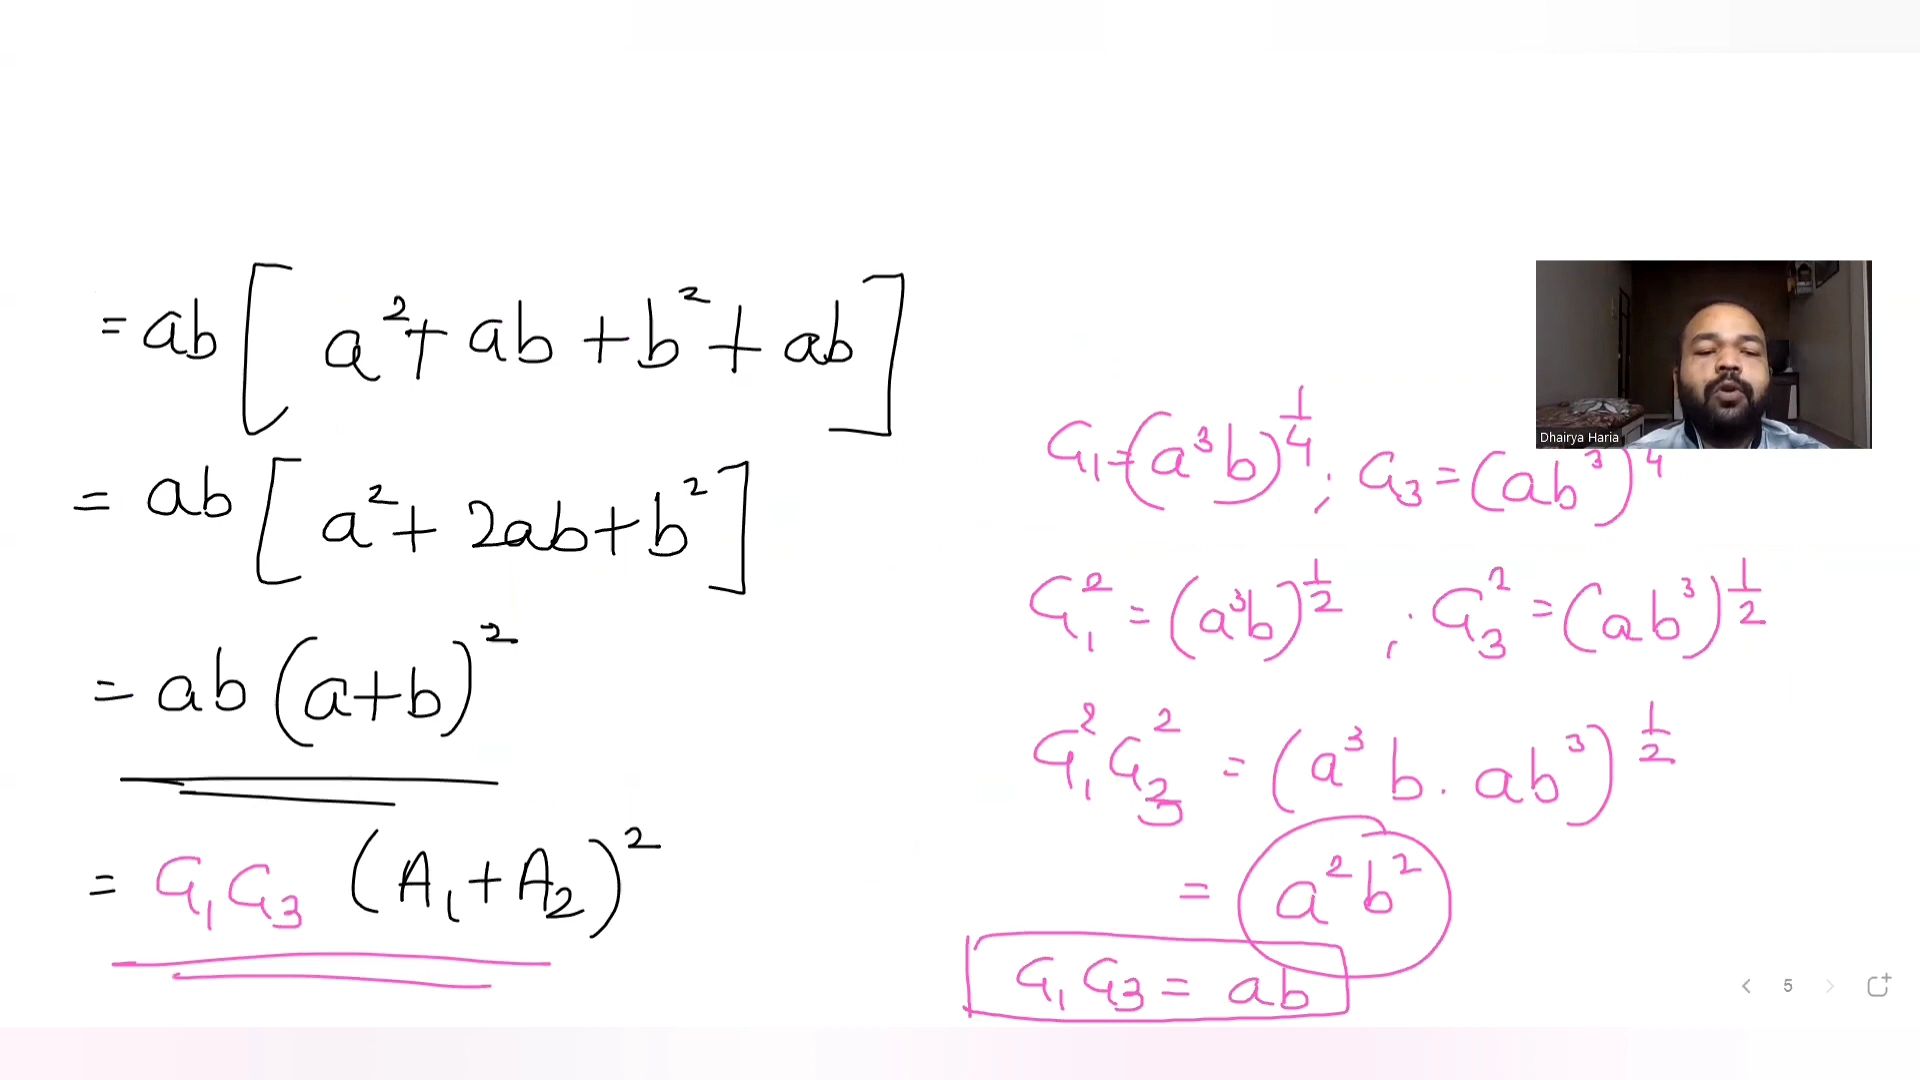 = ab [ a² + ab + b² + ab ]
= ab [ a² + 2ab + b² ]
= ab (a+b)²
= G₁G₃ (A₁+A₂)²
G₁ = (a³b)^1/4 ; G₃ = (ab³)^4
G₁² = (a³b)^1/2 ; G₃² = (ab³)^1/2
G₁² G₃² = (a³b . ab³)^1/2
= a²b²
G₁G₃ = ab
Dhairya Haria
< 5 >